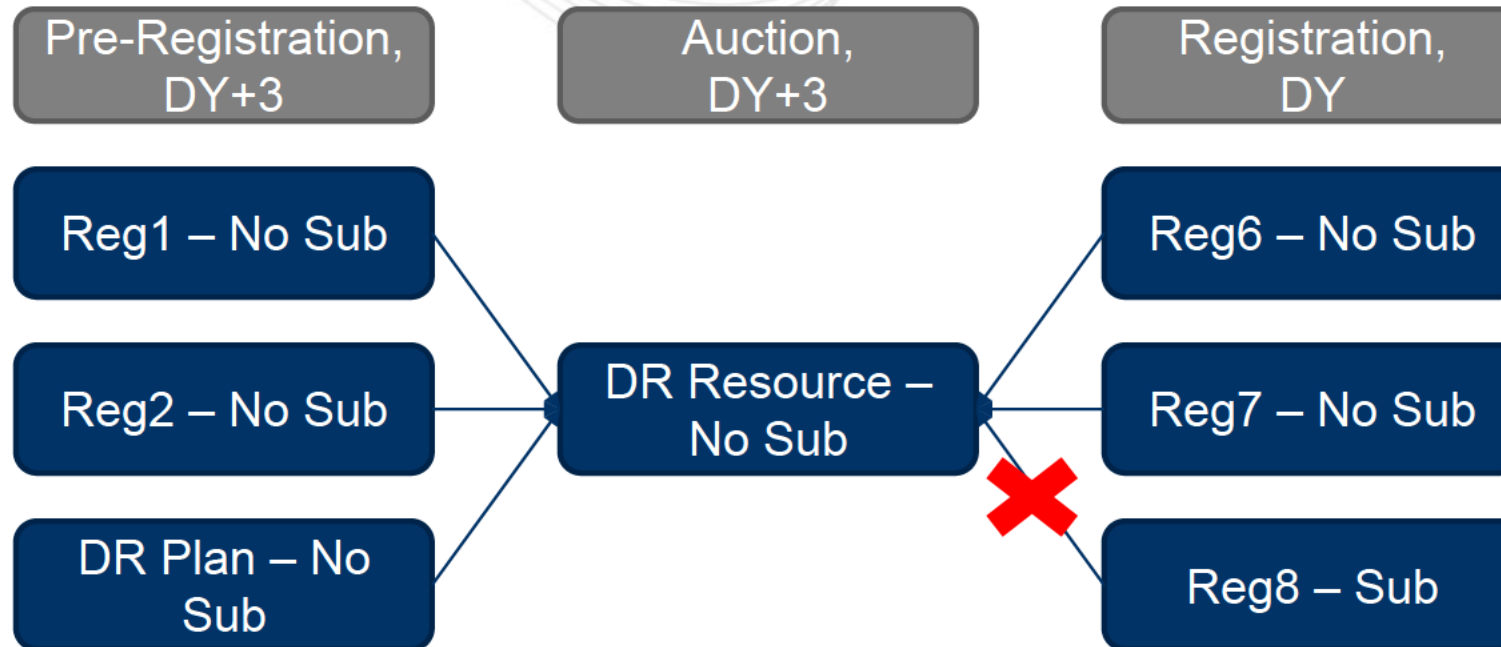 Pre-Registration,
DY+3
Auction,
DY+3
Registration,
DY
Reg1 – No Sub
Reg6 – No Sub
Reg2 – No Sub
DR Resource –
No Sub
Reg7 – No Sub
DR Plan – No
Sub
Reg8 – Sub